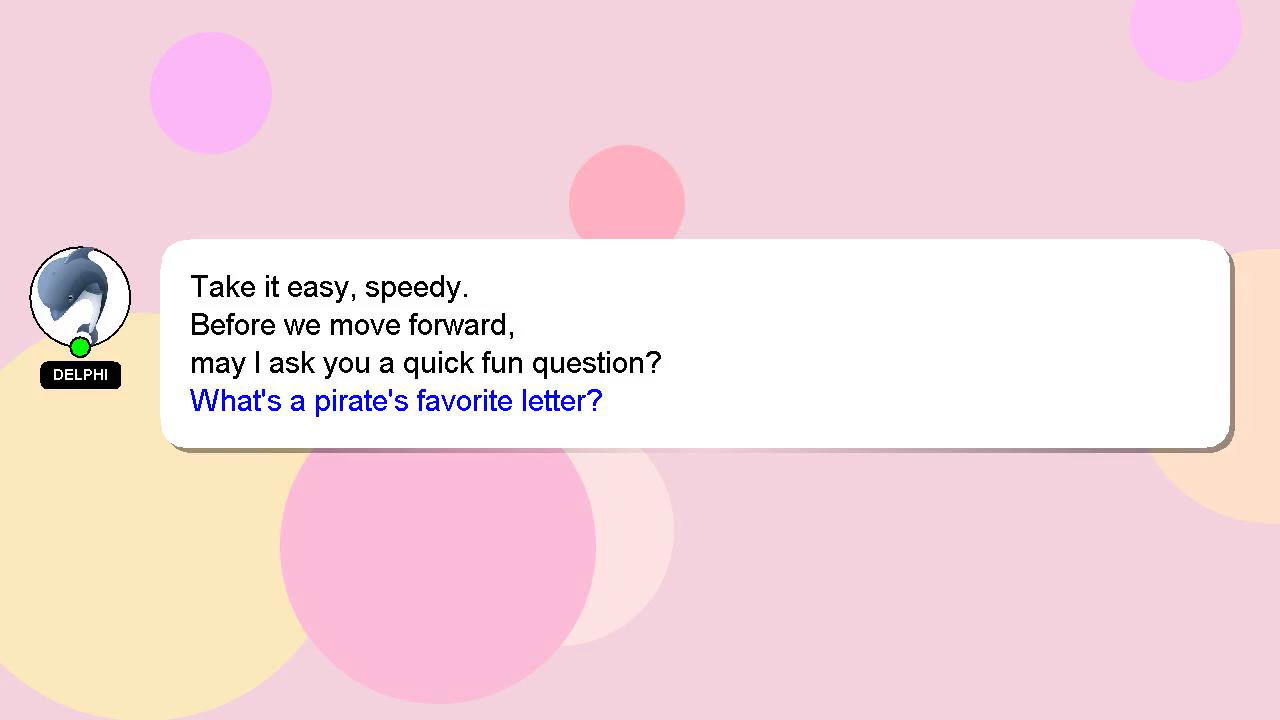 Take it easy, speedy.
Before we move forward,
may I ask you a quick fun question?
What's a pirate's favorite letter?
DELPHI